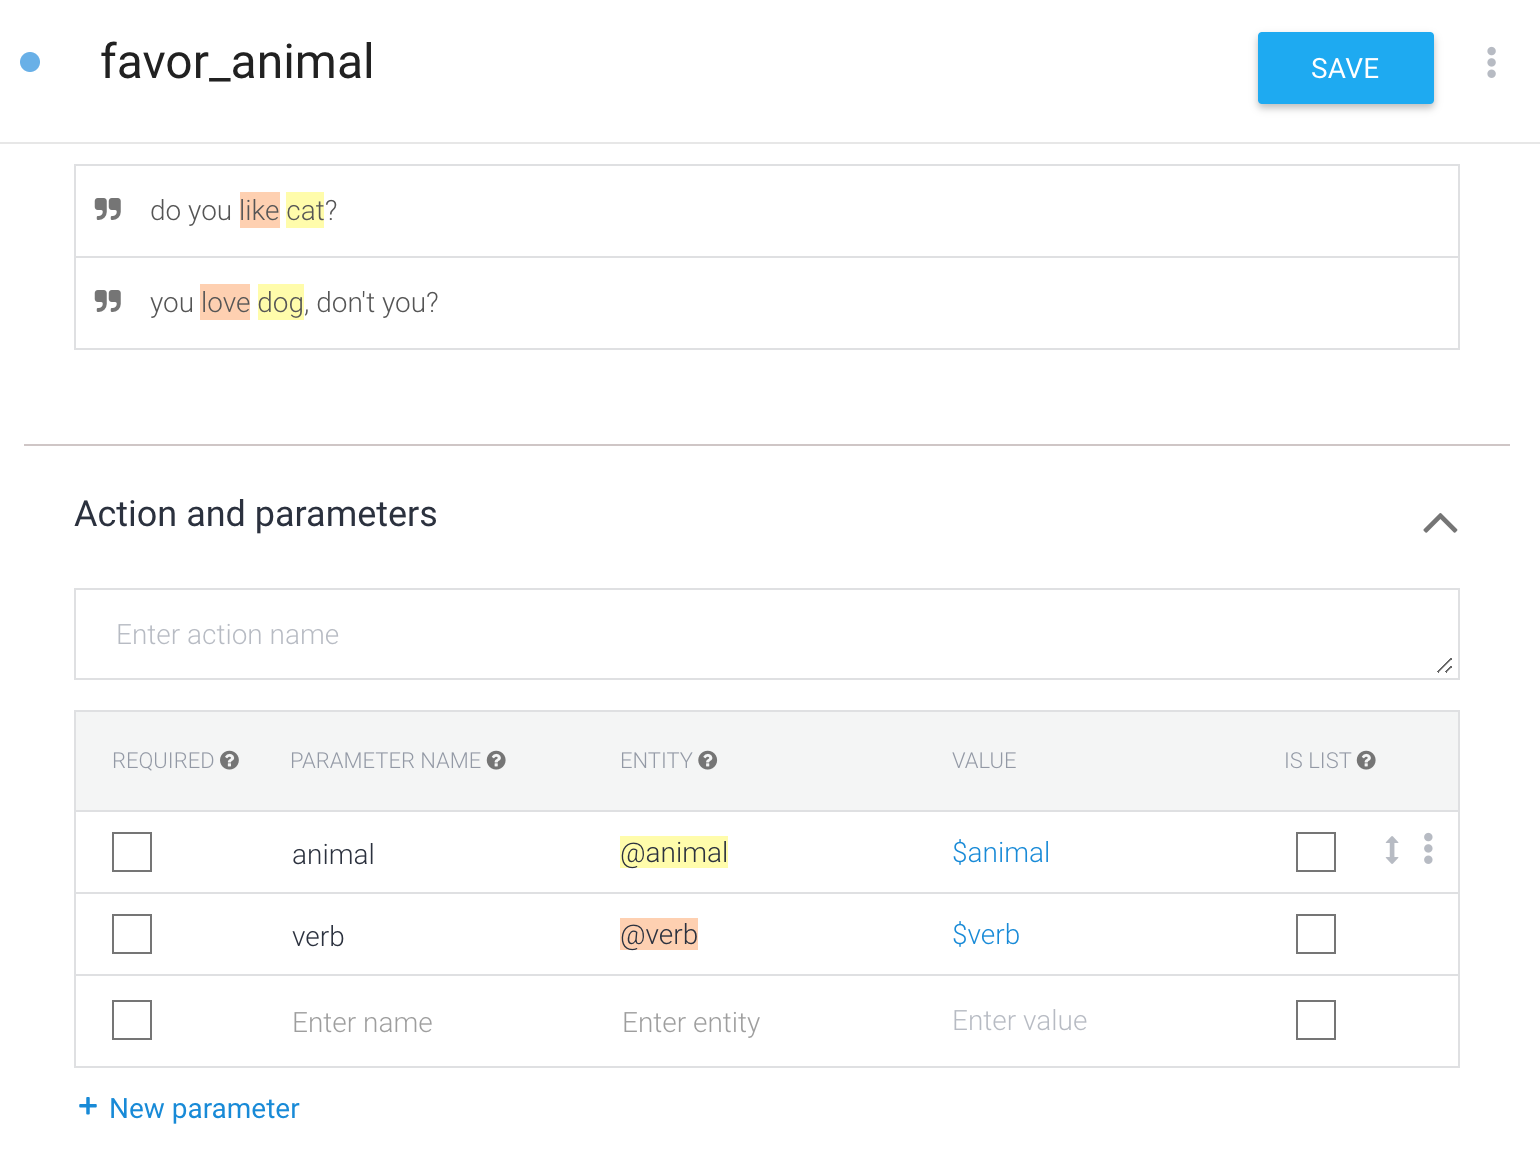 favor_animal
SAVE
do you like cat?
you love dog, don't you?
Action and parameters
Enter action name
REQUIRED PARAMETER NAME ENTITY VALUE IS LIST
animal @animal $animal
verb @verb $verb
Enter name Enter entity Enter value
+ New parameter